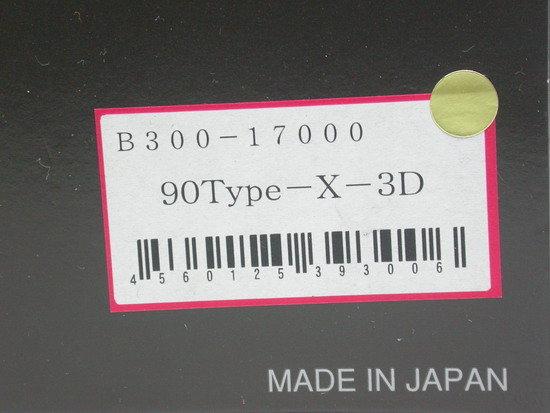 B300-17000
90Type-X-3D
4560125393006
MADE IN JAPAN